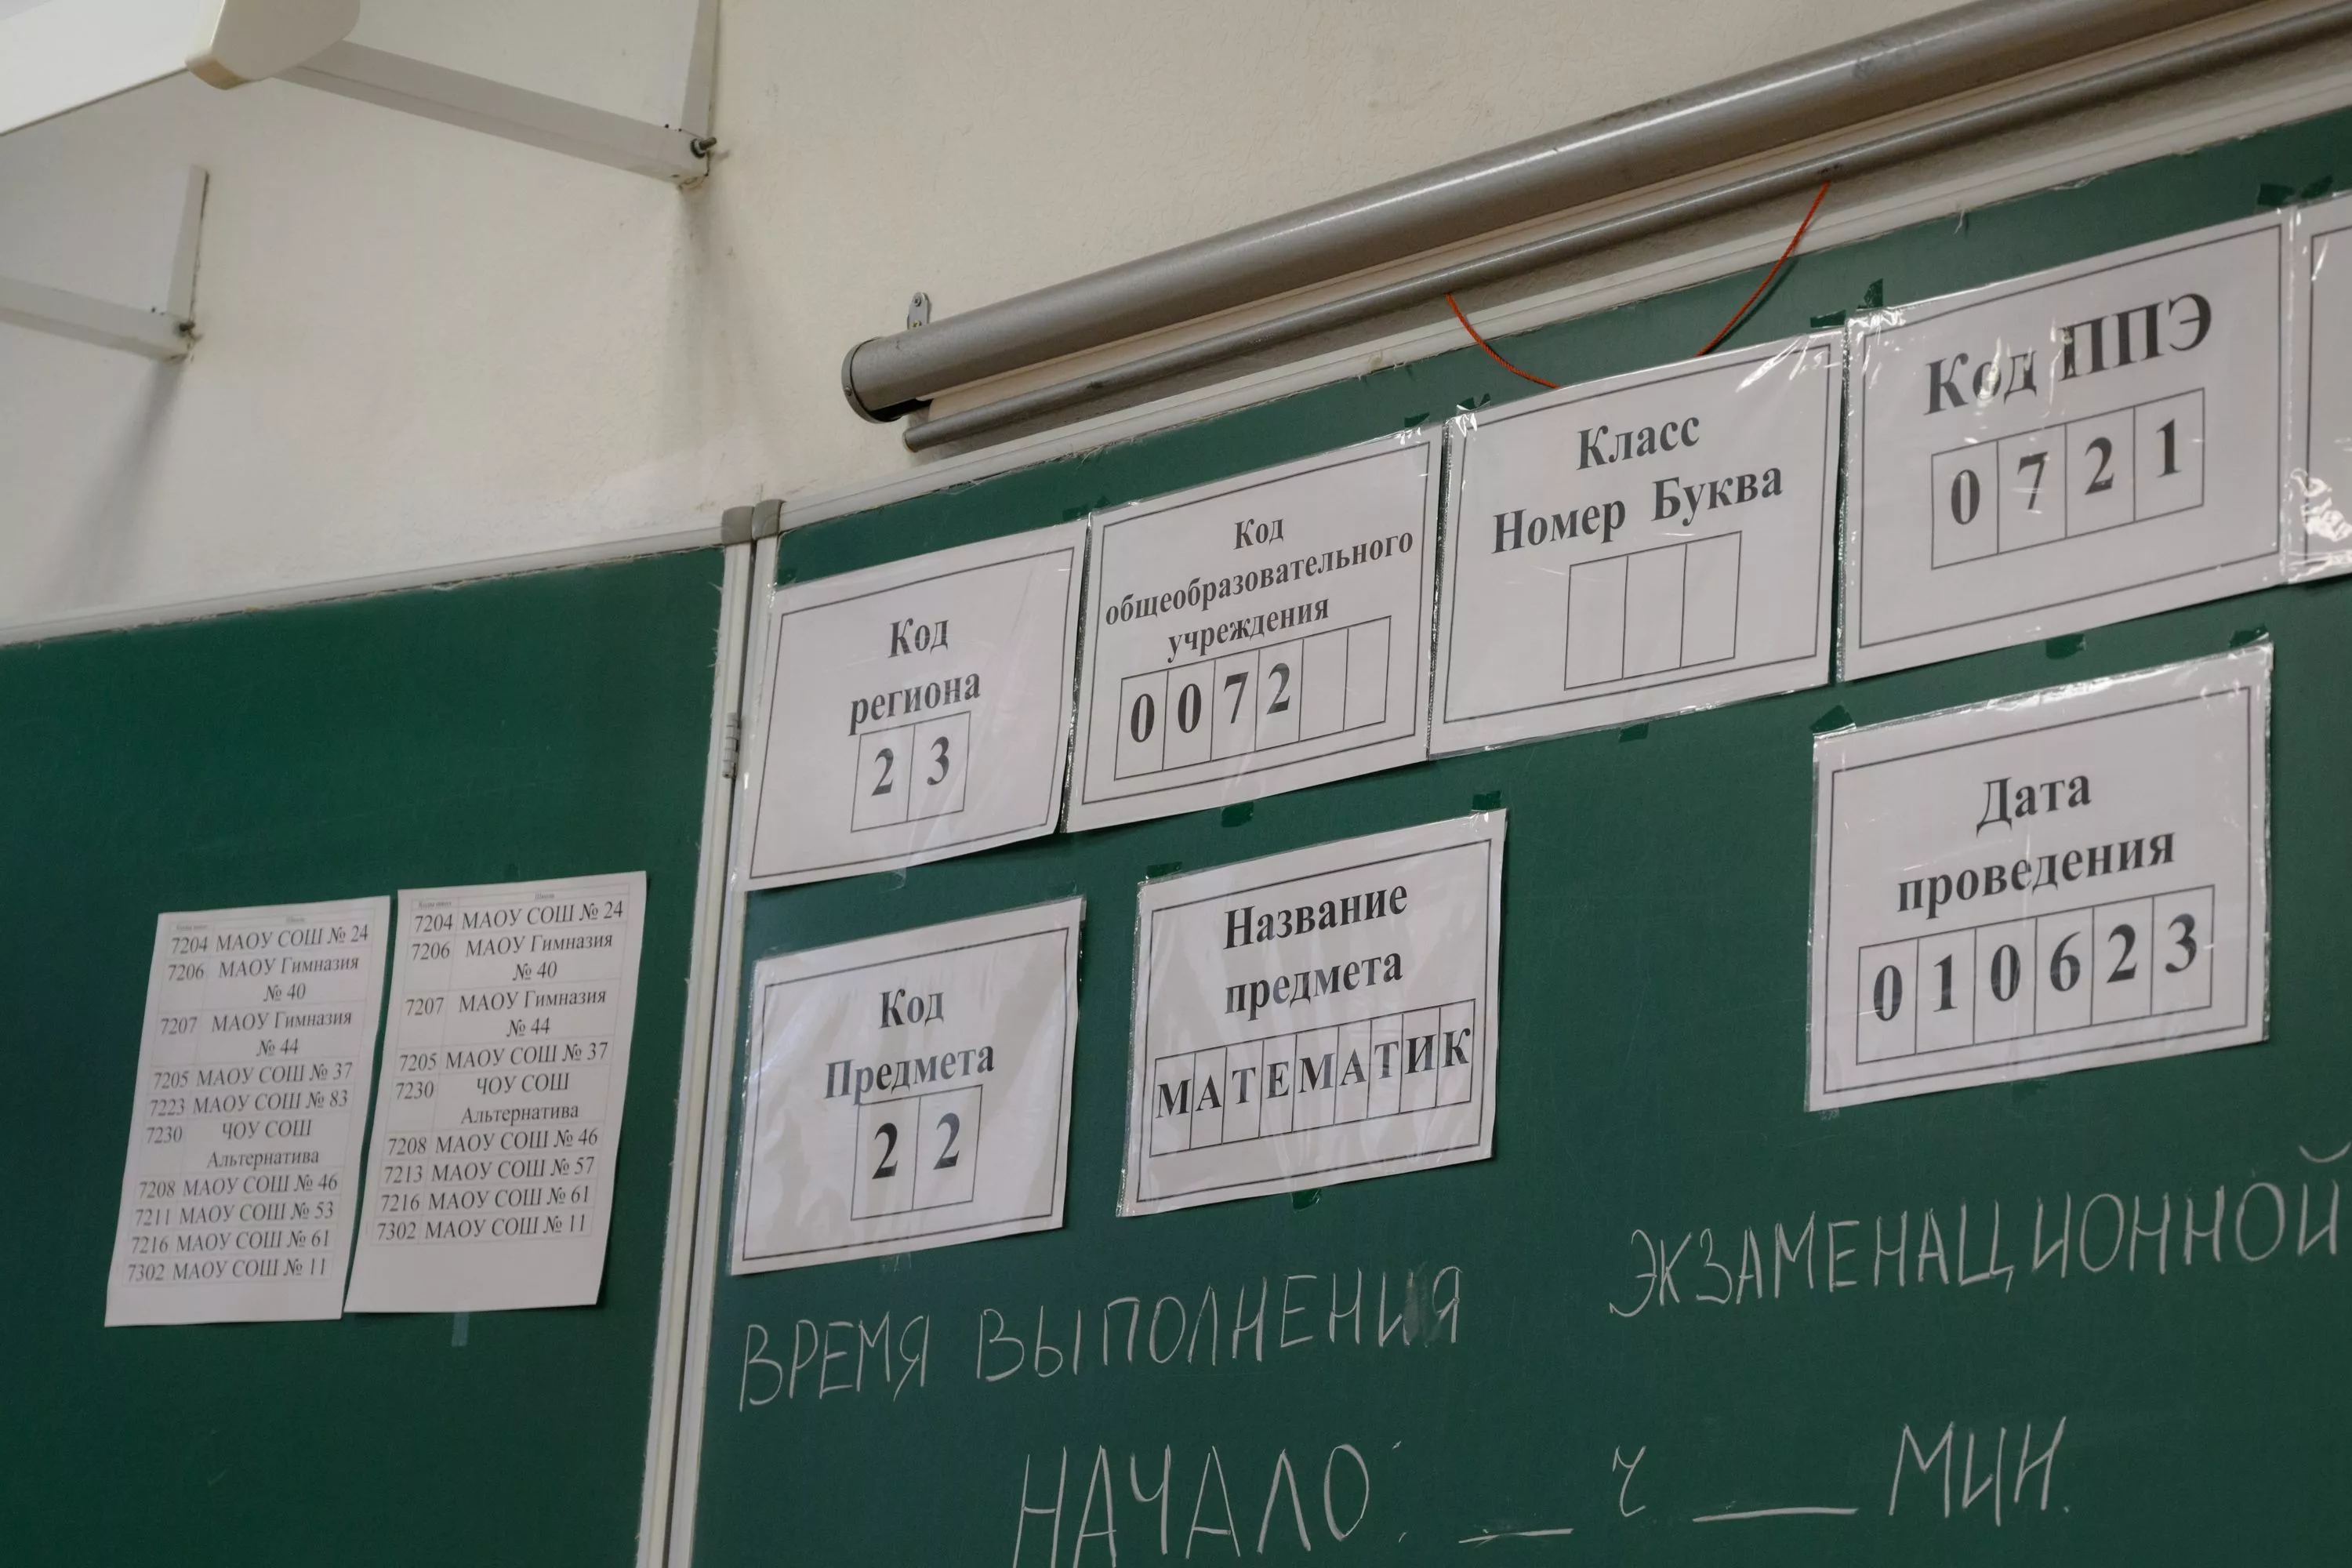 7204 МАОУ СОШ № 24
7206 МАОУ Гимназия
№ 40
7207 МАОУ Гимназия
№ 44
7205 МАОУ СОШ № 37
7223 МАОУ СОШ № 83
7230 ЧОУ СОШ
Альтернатива
7208 МАОУ СОШ № 46
7211 МАОУ СОШ № 53
7216 МАОУ СОШ № 61
7302 МАОУ СОШ № 11
7204 МАОУ СОШ № 24
7206 МАОУ Гимназия
№ 40
7207 МАОУ Гимназия
№ 44
7205 МАОУ СОШ № 37
7230 ЧОУ СОШ
Альтернатива
7208 МАОУ СОШ № 46
7213 МАОУ СОШ № 57
7216 МАОУ СОШ № 61
7302 МАОУ СОШ № 11
Код
региона
2 3
Код
общеобразовательного
учреждения
0 0 7 2
Класс
Номер Буква
Код ППЭ
0 7 2 1
Код
Предмета
2 2
Название
предмета
М А Т Е М А Т И К
Дата
проведения
0 1 0 6 2 3
ВРЕМЯ ВЫПОЛНЕНИЯ ЭКЗАМЕНАЦИОННОЙ
НАЧАЛО: __ ч ___ МИН.